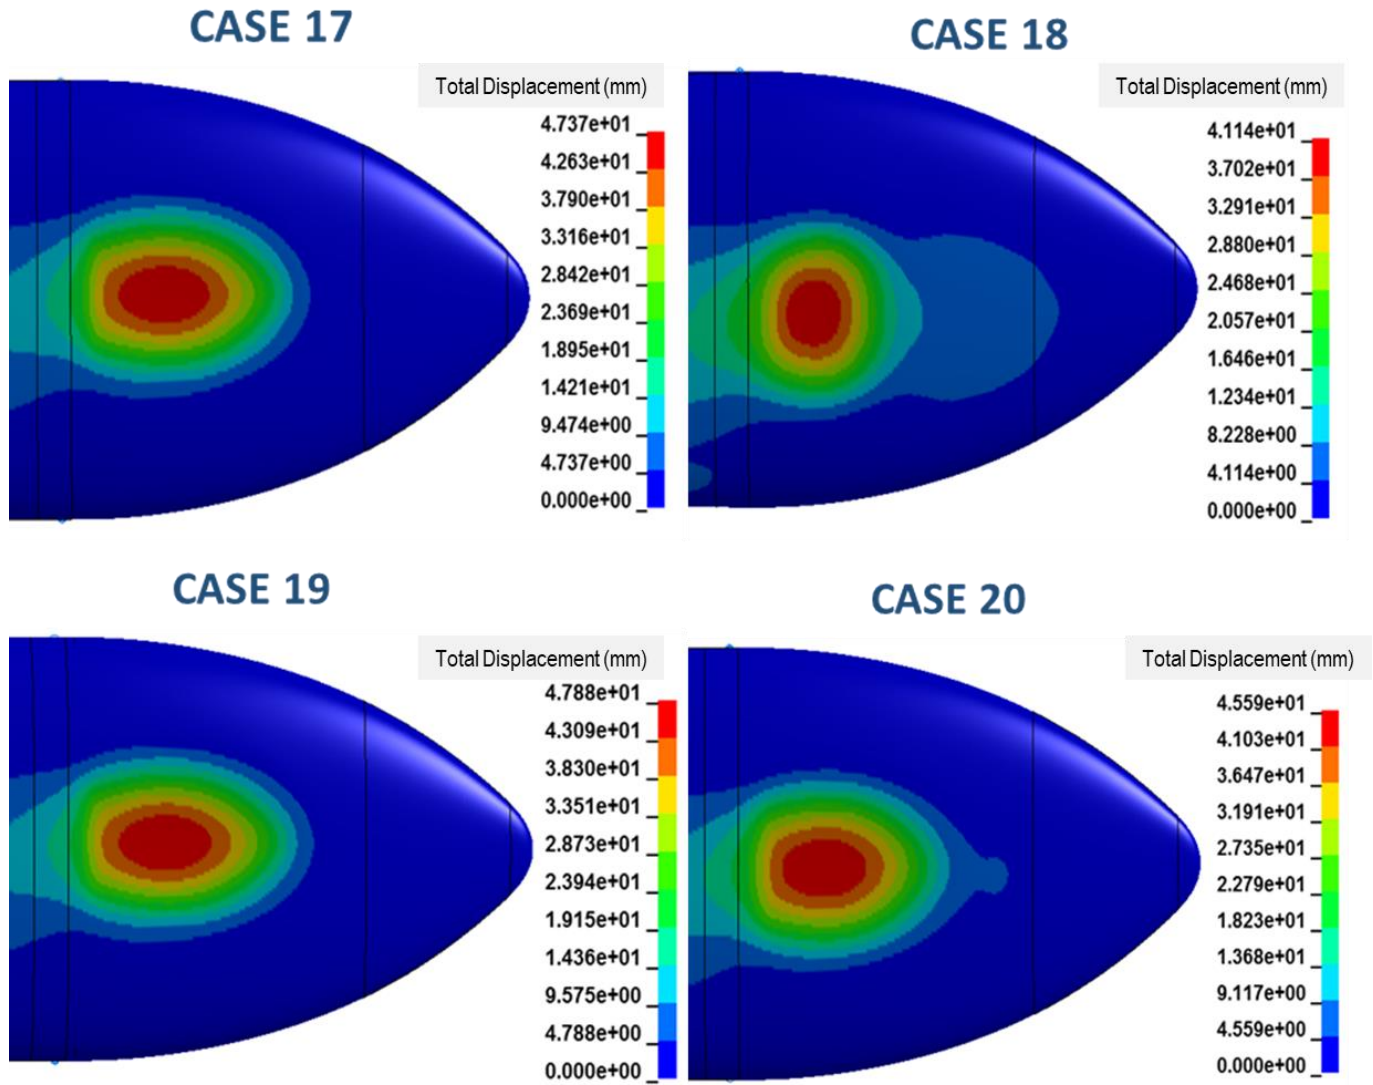 CASE 17
Total Displacement (mm)
4.737e+01
4.263e+01
3.790e+01
3.316e+01
2.842e+01
2.369e+01
1.895e+01
1.421e+01
9.474e+00
4.737e+00
0.000e+00
CASE 18
Total Displacement (mm)
4.114e+01
3.702e+01
3.291e+01
2.880e+01
2.468e+01
2.057e+01
1.646e+01
1.234e+01
8.228e+00
4.114e+00
0.000e+00
CASE 19
Total Displacement (mm)
4.788e+01
4.309e+01
3.830e+01
3.351e+01
2.873e+01
2.394e+01
1.915e+01
1.436e+01
9.575e+00
4.788e+00
0.000e+00
CASE 20
Total Displacement (mm)
4.559e+01
4.103e+01
3.647e+01
3.191e+01
2.735e+01
2.279e+01
1.823e+01
1.368e+01
9.117e+00
4.559e+00
0.000e+00